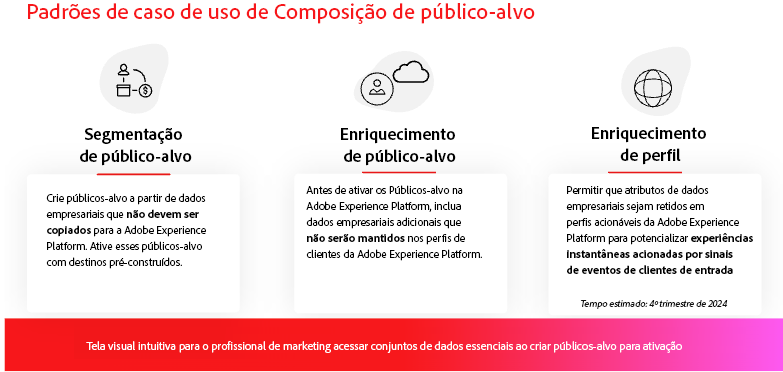 Padrões de caso de uso de Composição de público-alvo
Segmentação
de público-alvo
Crie públicos-alvo a partir de dados
empresariais que não devem ser
copiados para a Adobe Experience
Platform. Ative esses públicos-alvo
com destinos pré-construídos.
Enriquecimento
de público-alvo
Antes de ativar os Públicos-alvo na
Adobe Experience Platform, inclua
dados empresariais adicionais que
não serão mantidos nos perfis de
clientes da Adobe Experience Platform.
Enriquecimento
de perfil
Permitir que atributos de dados
empresariais sejam retidos em
perfis acionáveis da Adobe Experience
Platform para potencializar experiências
instantâneas acionadas por sinais
de eventos de clientes de entrada
Tempo estimado: 4º trimestre de 2024
Tela visual intuitiva para o profissional de marketing acessar conjuntos de dados essenciais ao criar públicos-alvo para ativação